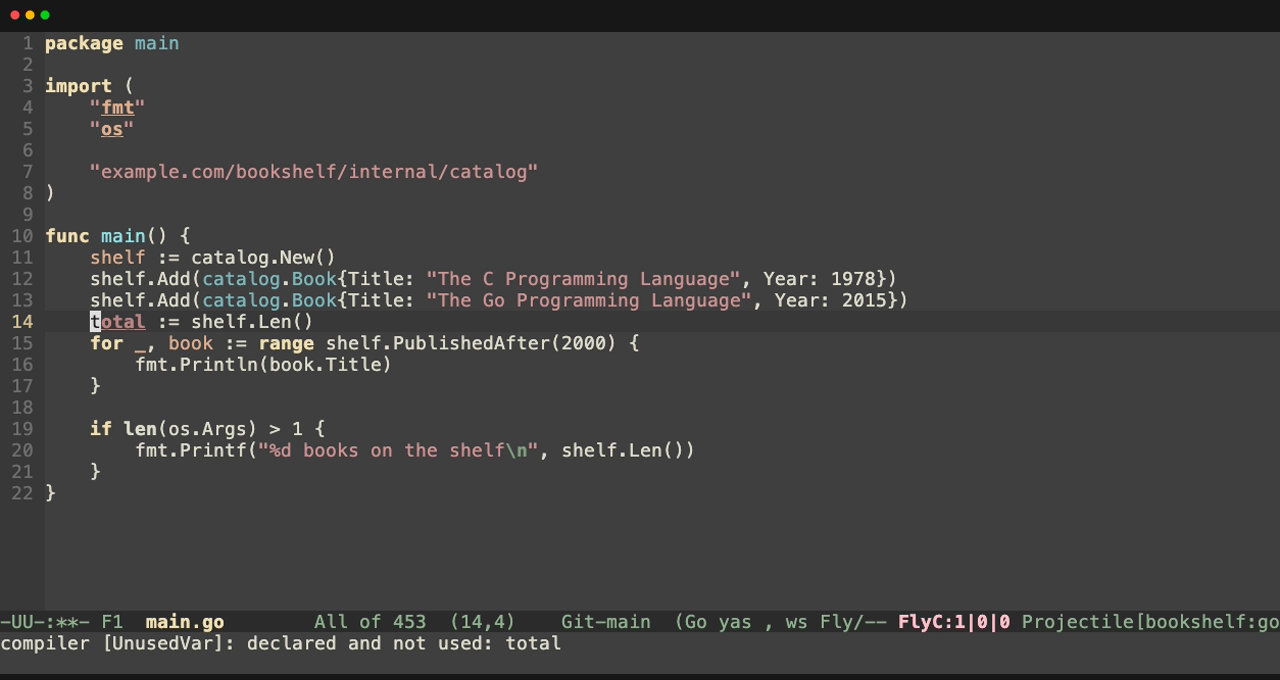 1 package main
2
3 import (
4     "fmt"
5     "os"
6
7     "example.com/bookshelf/internal/catalog"
8 )
9
10 func main() {
11     shelf := catalog.New()
12     shelf.Add(catalog.Book{Title: "The C Programming Language", Year: 1978})
13     shelf.Add(catalog.Book{Title: "The Go Programming Language", Year: 2015})
14     total := shelf.Len()
15     for _, book := range shelf.PublishedAfter(2000) {
16         fmt.Println(book.Title)
17     }
18
19     if len(os.Args) > 1 {
20         fmt.Printf("%d books on the shelf\n", shelf.Len())
21     }
22 }
-UU-:**- F1  main.go        All of 453  (14,4)    Git-main  (Go yas , ws Fly/-- FlyC:1|0|0 Projectile[bookshelf:go
compiler [UnusedVar]: declared and not used: total